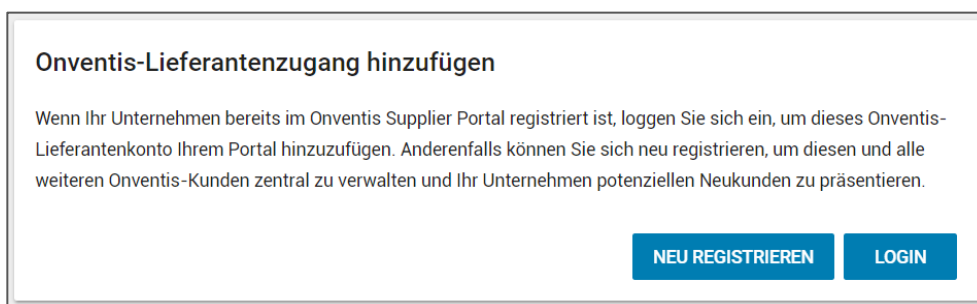 Onventis-Lieferantenzugang hinzufügen
Wenn Ihr Unternehmen bereits im Onventis Supplier Portal registriert ist, loggen Sie sich ein, um dieses Onventis-
Lieferantenkonto Ihrem Portal hinzuzufügen. Anderenfalls können Sie sich neu registrieren, um diesen und alle
weiteren Onventis-Kunden zentral zu verwalten und Ihr Unternehmen potenziellen Neukunden zu präsentieren.
NEU REGISTRIEREN LOGIN